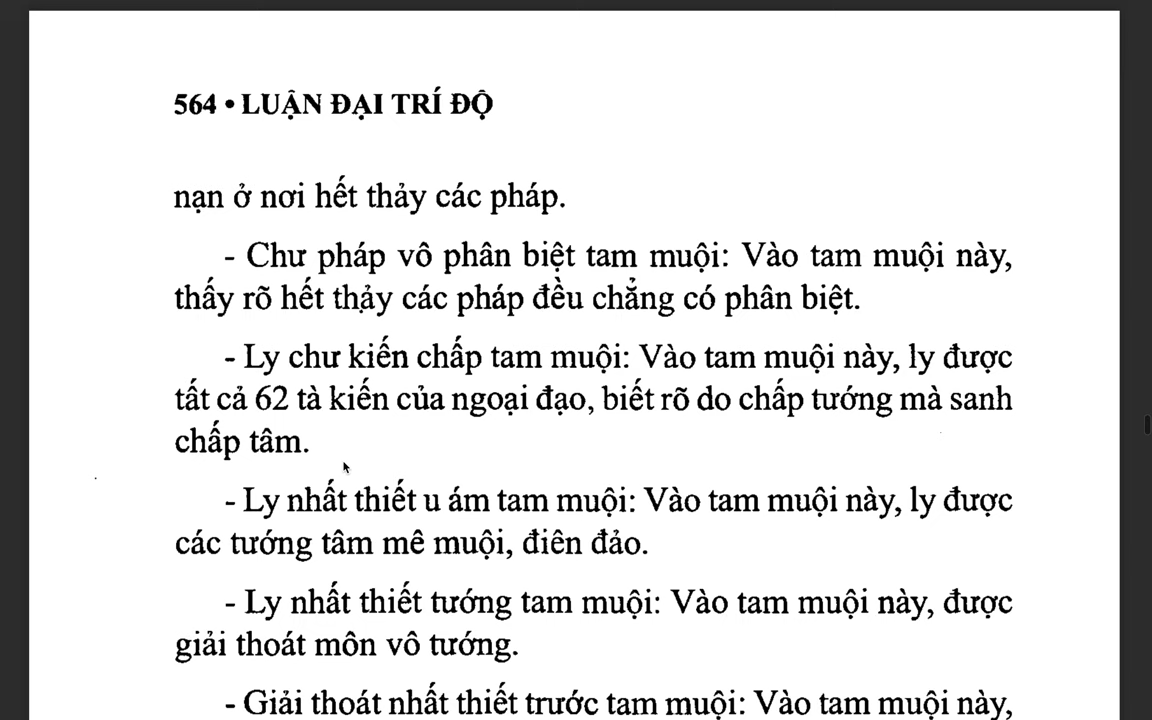 564 • LUẬN ĐẠI TRÍ ĐỘ
nạn ở nơi hết thảy các pháp.
- Chư pháp vô phân biệt tam muội: Vào tam muội này,
thấy rõ hết thảy các pháp đều chẳng có phân biệt.
- Ly chư kiến chấp tam muội: Vào tam muội này, ly được
tất cả 62 tà kiến của ngoại đạo, biết rõ do chấp tướng mà sanh
chấp tâm.
- Ly nhất thiết u ám tam muội: Vào tam muội này, ly được
các tướng tâm mê muội, điên đảo.
- Ly nhất thiết tướng tam muội: Vào tam muội này, được
giải thoát môn vô tướng.
- Giải thoát nhất thiết trước tam muội: Vào tam muội này,